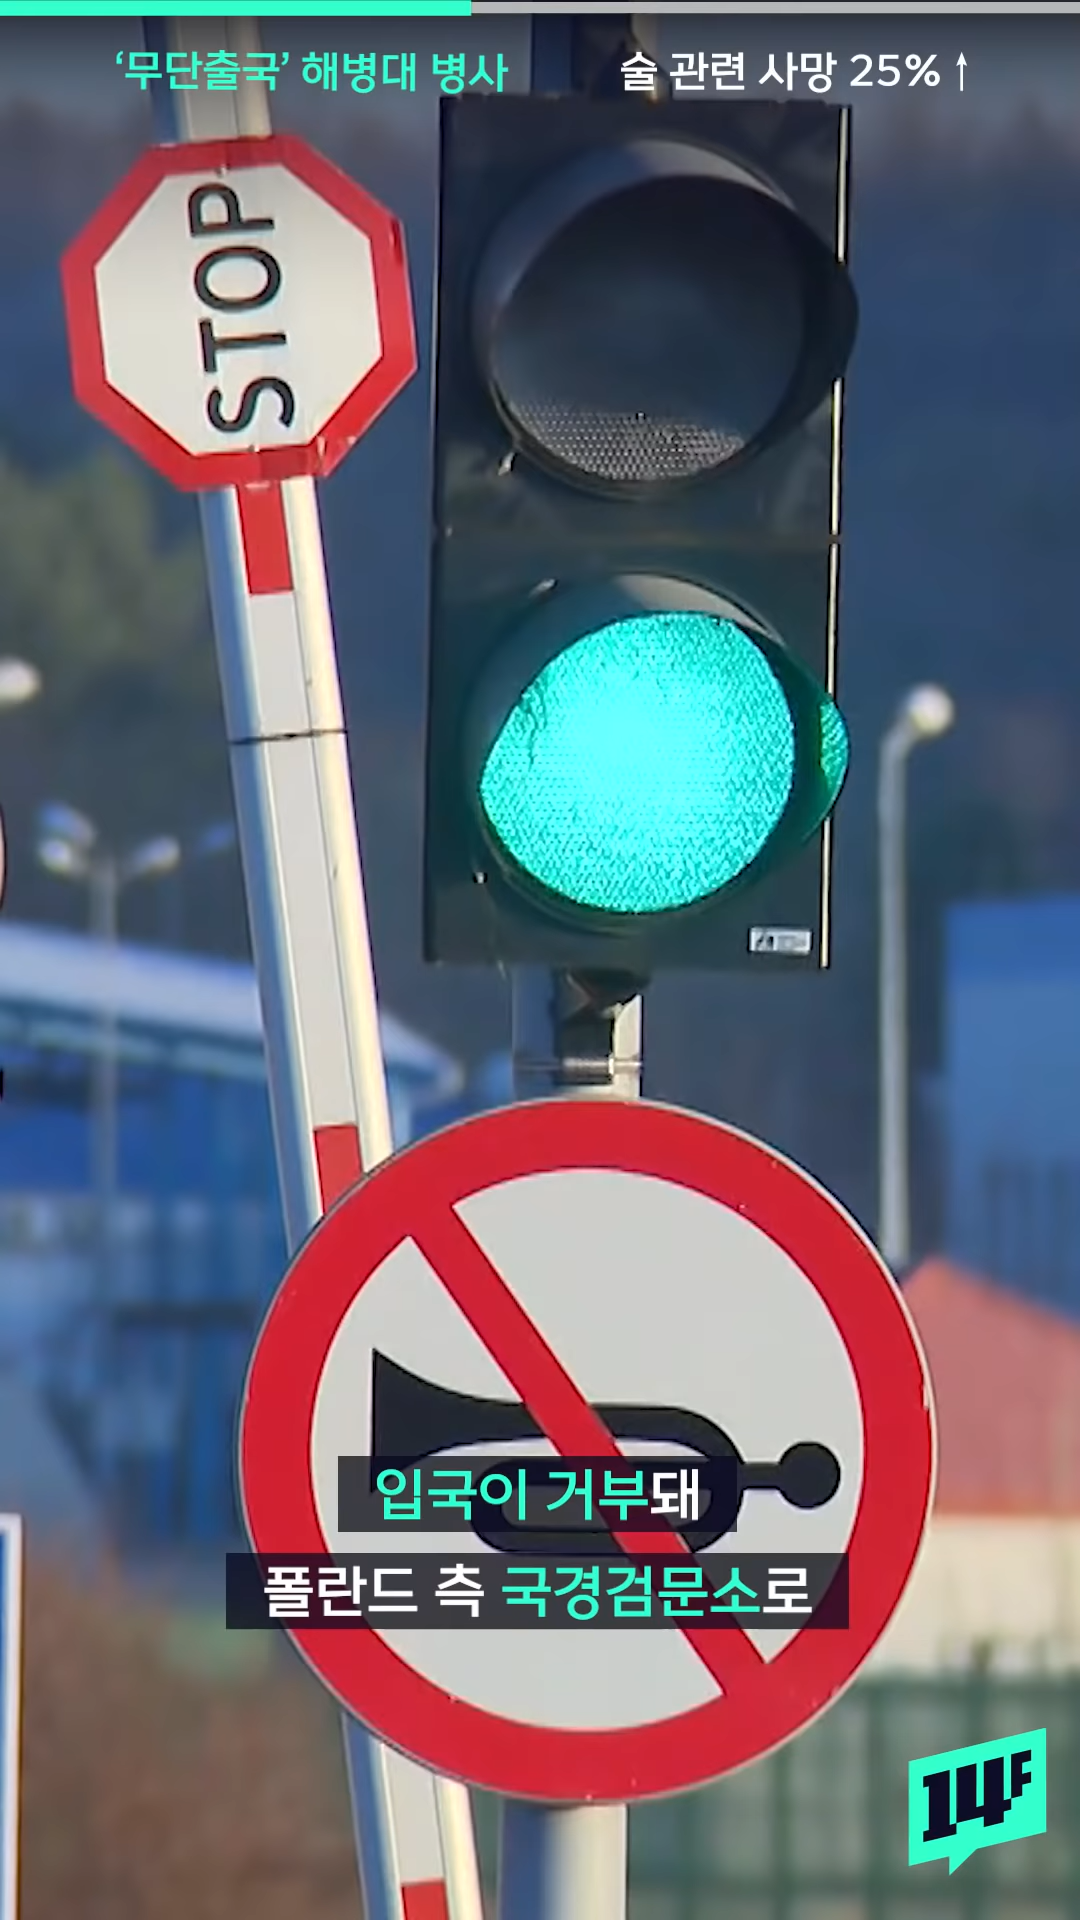 ‘무단출국’ 해병대 병사
술 관련 사망 25%↑
STOP
입국이 거부돼
폴란드 측 국경검문소로
14F